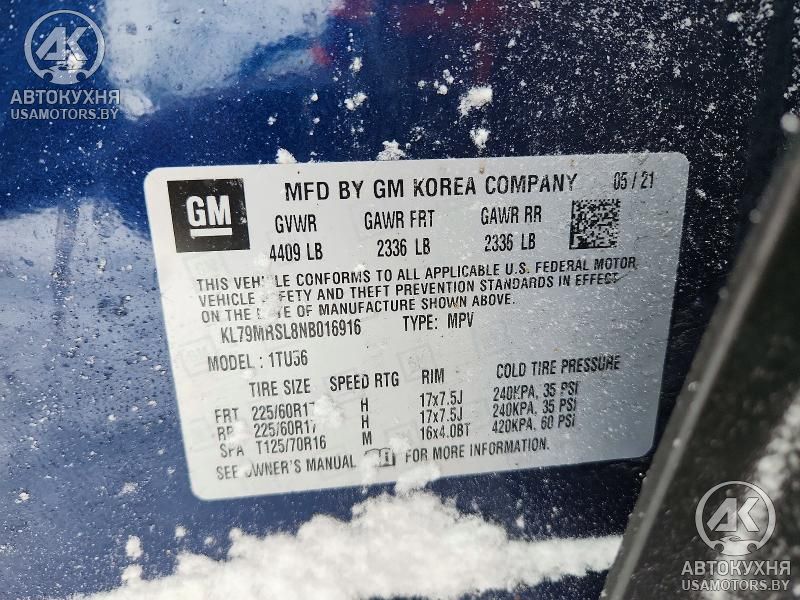 AK
АВТОКУХНЯ
USAMOTORS.BY
GM
MFD BY GM KOREA COMPANY 05/21
GVWR GAWR FRT GAWR RR
4409 LB 2336 LB 2336 LB
THIS VEHICLE CONFORMS TO ALL APPLICABLE U.S. FEDERAL MOTOR
VEHICLE SAFETY AND THEFT PREVENTION STANDARDS IN EFFECT
ON THE DATE OF MANUFACTURE SHOWN ABOVE.
KL79MRSL8NB016916 TYPE: MPV
MODEL: 1TU56
TIRE SIZE SPEED RTG RIM COLD TIRE PRESSURE
FRT 225/60R17 H 17x7.5J 240KPA, 35 PSI
RR 225/60R17 H 17x7.5J 240KPA, 35 PSI
SPA T125/70R16 M 16x4.0BT 420KPA, 60 PSI
SEE OWNER'S MANUAL FOR MORE INFORMATION.
AK
АВТОКУХНЯ
USAMOTORS.BY